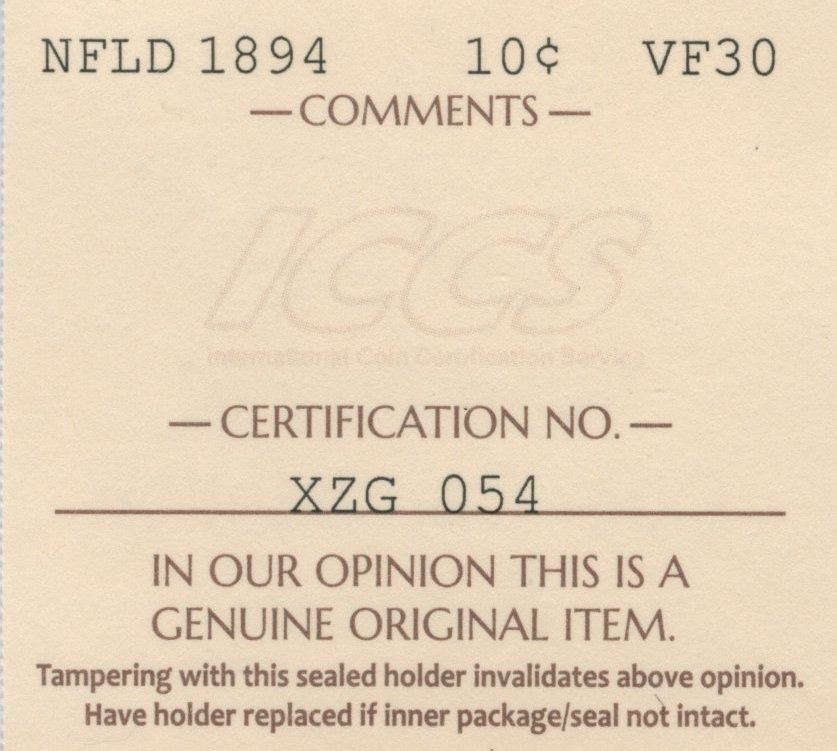 NFLD 1894 10¢ VF30
— COMMENTS —
ICCS
International Coin Certification Service
— CERTIFICATION NO. —
XZG 054
IN OUR OPINION THIS IS A
GENUINE ORIGINAL ITEM.
Tampering with this sealed holder invalidates above opinion.
Have holder replaced if inner package/seal not intact.